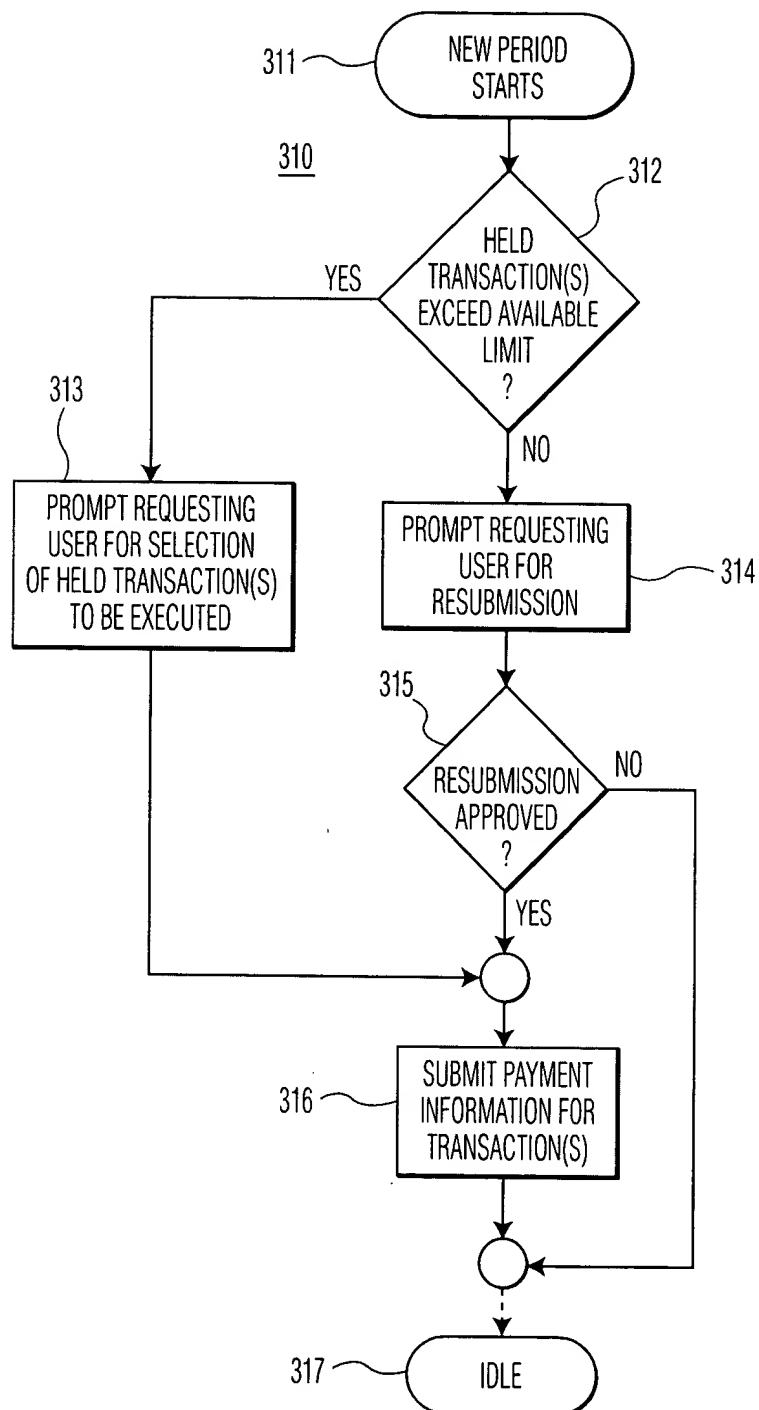 311
NEW PERIOD
STARTS
310
312
HELD
TRANSACTION(S)
EXCEED AVAILABLE
LIMIT
?
YES
NO
313
PROMPT REQUESTING
USER FOR SELECTION
OF HELD TRANSACTION(S)
TO BE EXECUTED
PROMPT REQUESTING
USER FOR
RESUBMISSION
314
315
RESUBMISSION
APPROVED
?
NO
YES
316
SUBMIT PAYMENT
INFORMATION FOR
TRANSACTION(S)
317
IDLE